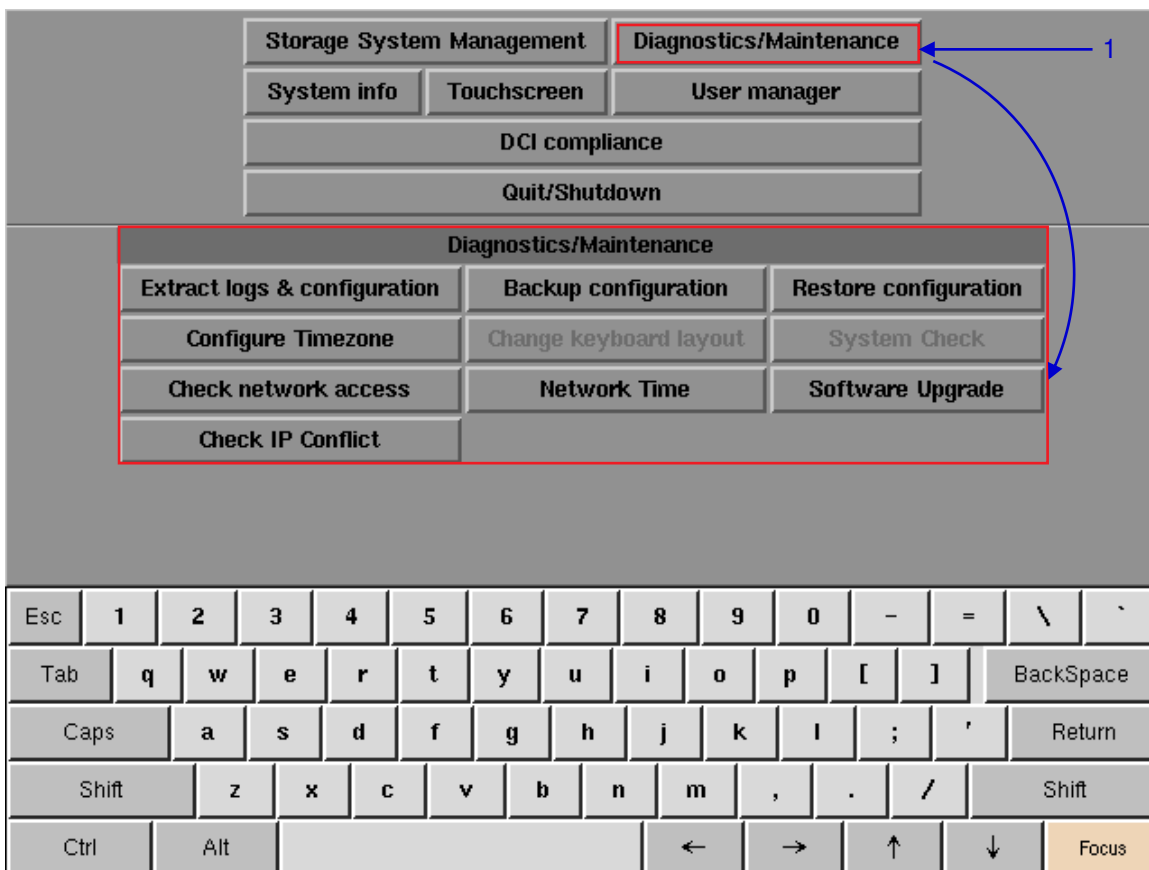 Storage System Management Diagnostics/Maintenance 1
System info Touchscreen User manager
DCI compliance
Quit/Shutdown
Diagnostics/Maintenance
Extract logs & configuration Backup configuration Restore configuration
Configure Timezone Change keyboard layout System Check
Check network access Network Time Software Upgrade
Check IP Conflict
Esc 1 2 3 4 5 6 7 8 9 0 - = \ `
Tab q w e r t y u i o p [ ] BackSpace
Caps a s d f g h j k l ; ' Return
Shift z x c v b n m , . / Shift
Ctrl Alt ← → ↑ ↓ Focus